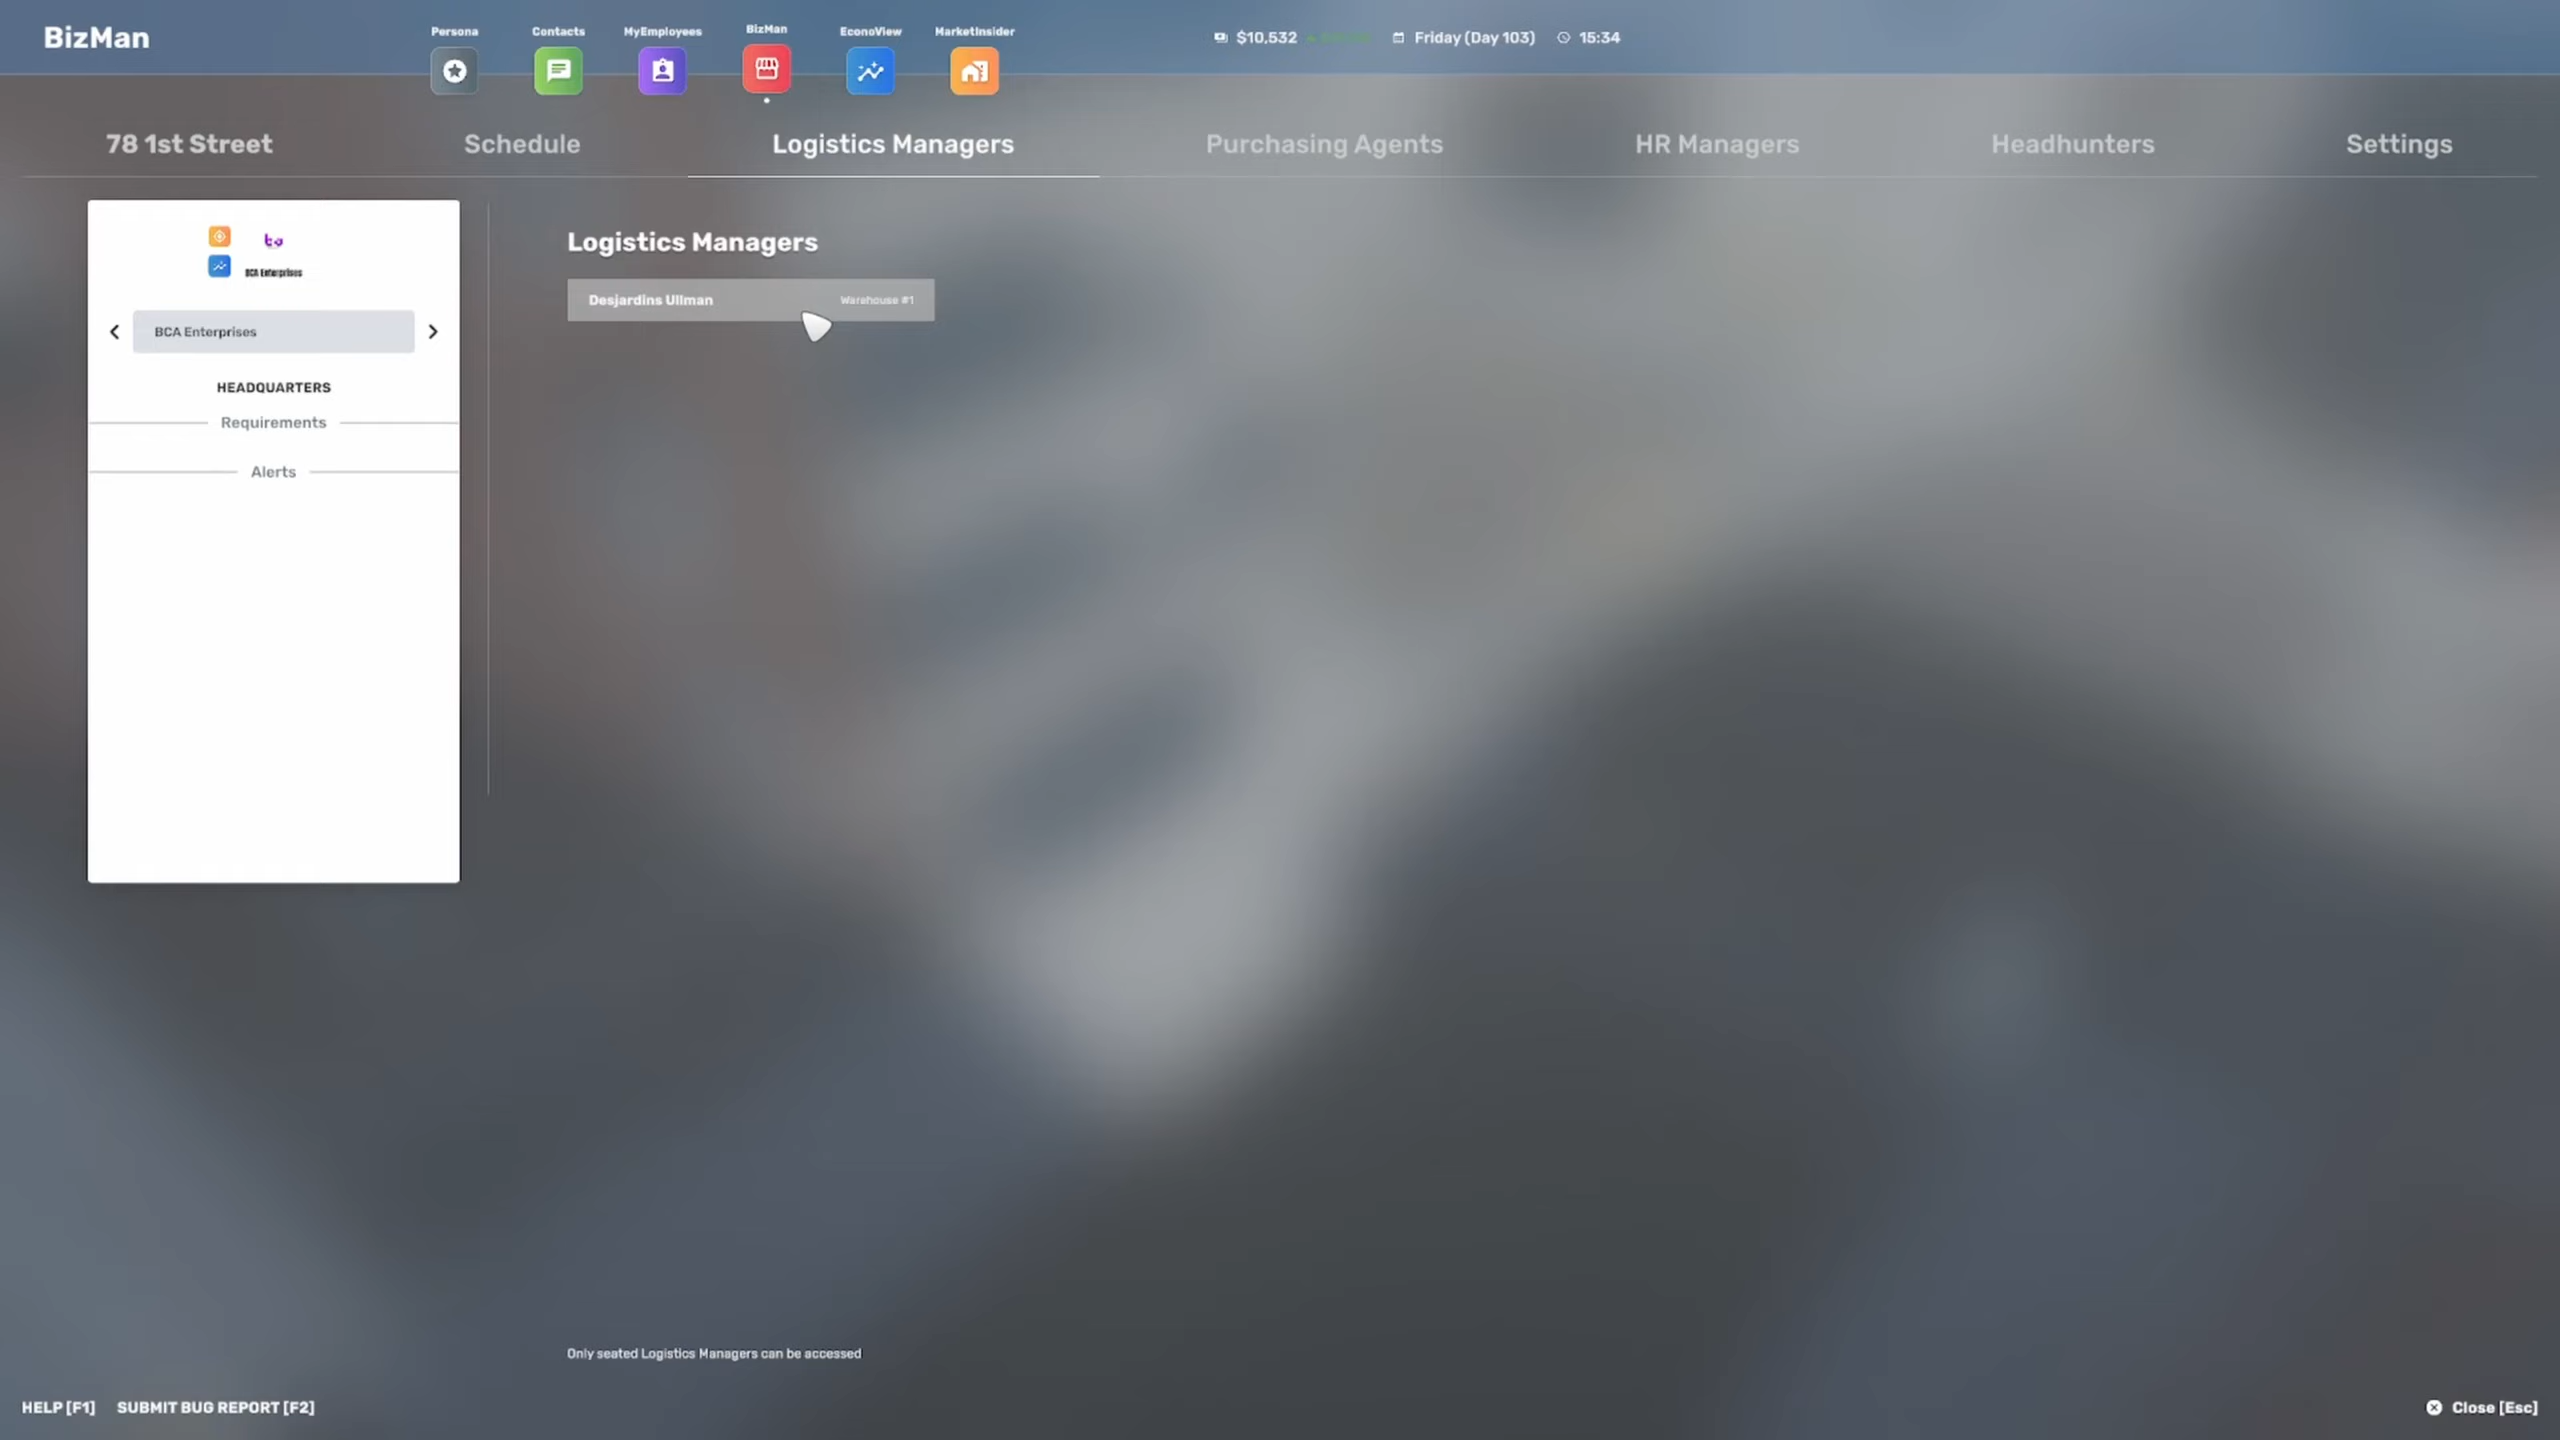 BizMan
Persona
Contacts
MyEmployees
BizMan
EconoView
MarketInsider
$10,532
Friday (Day 103)
15:34
78 1st Street
Schedule
Logistics Managers
Purchasing Agents
HR Managers
Headhunters
Settings
BCA Enterprises
BCA Enterprises
HEADQUARTERS
Requirements
Alerts
Logistics Managers
Desjardins Ullman
Warehouse #1
Only seated Logistics Managers can be accessed
HELP [F1]
SUBMIT BUG REPORT [F2]
Close [Esc]